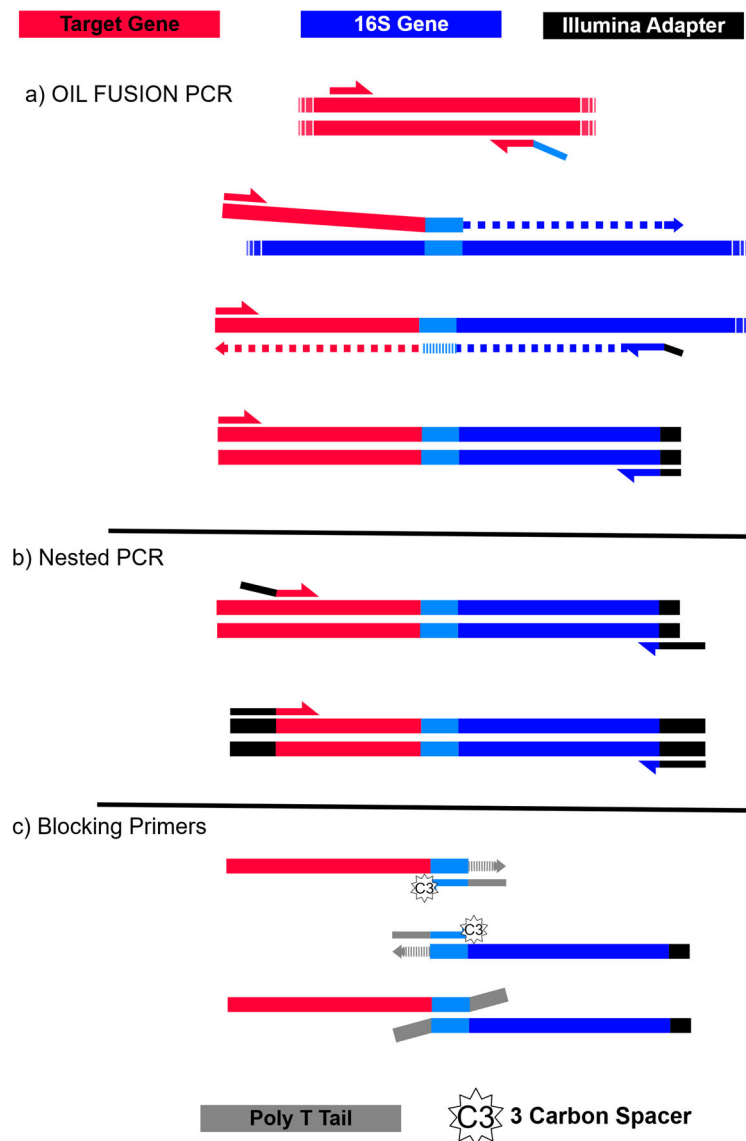 Target Gene
16S Gene
Illumina Adapter
a) OIL FUSION PCR
b) Nested PCR
c) Blocking Primers
C3
C3
Poly T Tail
C3 3 Carbon Spacer